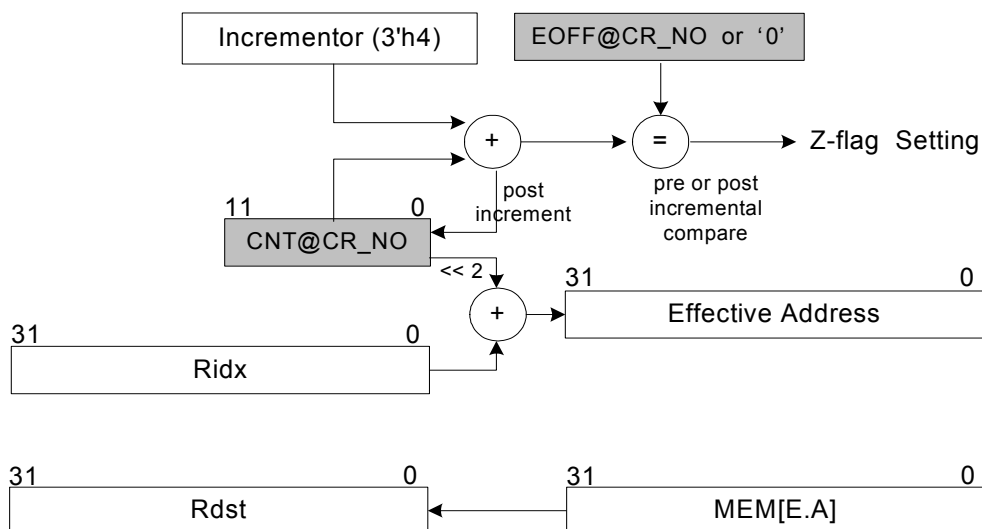 Incrementor (3'h4)
EOFF@CR_NO or ‘0’
+
=
Z-flag Setting
post
increment
pre or post
incremental
compare
11 0
CNT@CR_NO
<< 2
+
31 0
Effective Address
31 0
Ridx
31 0
Rdst
31 0
MEM[E.A]